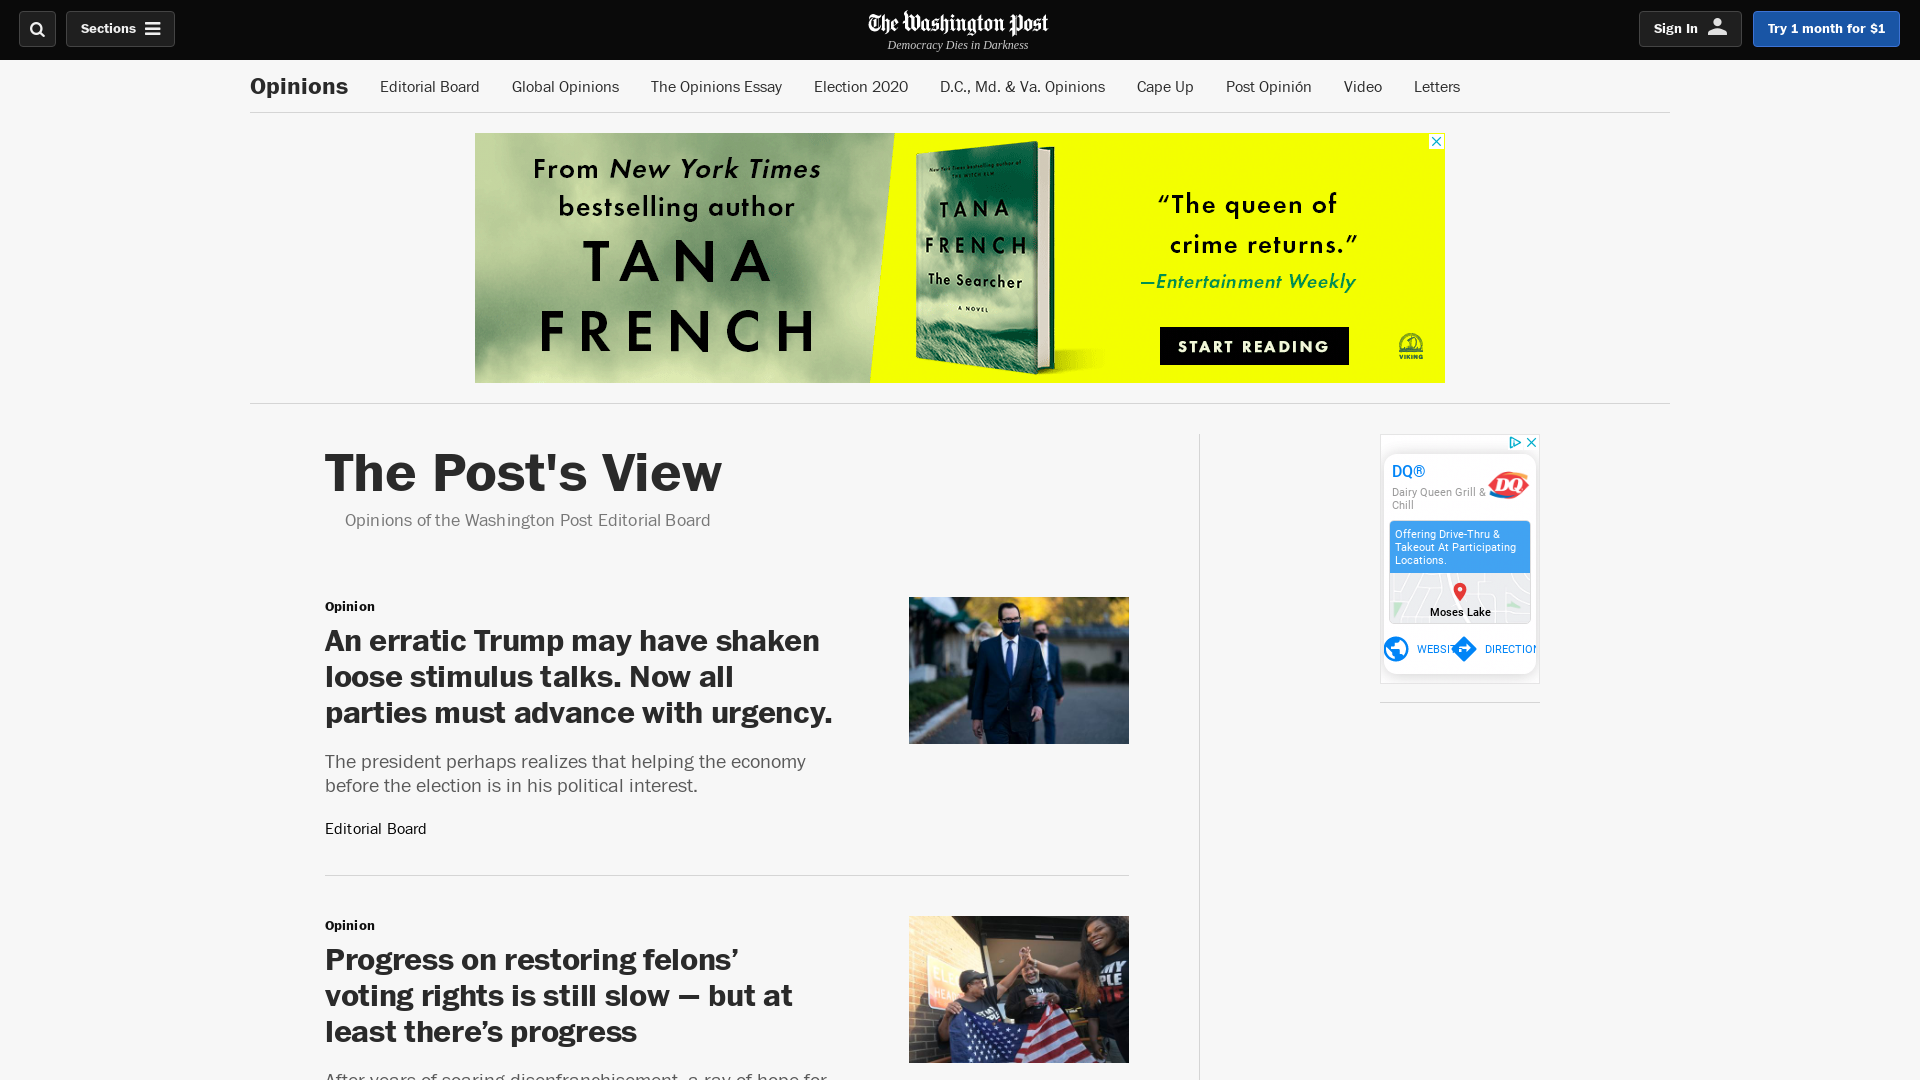 Sections
The Washington Post
Democracy Dies in Darkness
Sign In
Try 1 month for $1
Opinions
Editorial Board
Global Opinions
The Opinions Essay
Election 2020
D.C., Md. & Va. Opinions
Cape Up
Post Opinión
Video
Letters
From New York Times
bestselling author
TANA
FRENCH
New York Times bestselling author of
THE WITCH ELM
TANA
FRENCH
The Searcher
A NOVEL
“The queen of
crime returns.”
—Entertainment Weekly
START READING
VIKING
The Post's View
Opinions of the Washington Post Editorial Board
DQ®
Dairy Queen Grill &
Chill
DQ
Offering Drive-Thru &
Takeout At Participating
Locations.
Moses Lake
WEBSIT
DIRECTION
Opinion
An erratic Trump may have shaken
loose stimulus talks. Now all
parties must advance with urgency.
The president perhaps realizes that helping the economy
before the election is in his political interest.
Editorial Board
Opinion
Progress on restoring felons’
voting rights is still slow — but at
least there’s progress
After years of soaring disenfranchisement, a ray of hope for